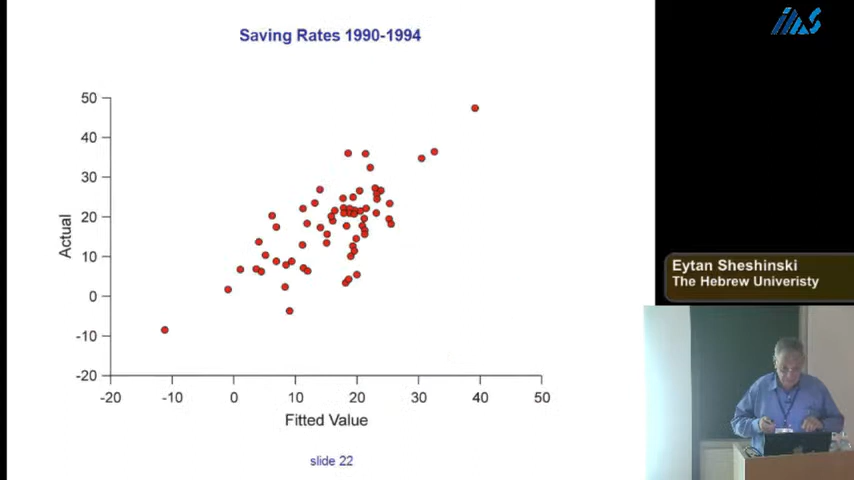 Saving Rates 1990-1994
50
40
30
20
10
0
-10
-20
Actual
-20 -10 0 10 20 30 40 50
Fitted Value
slide 22
IAS
Eytan Sheshinski
The Hebrew Univeristy